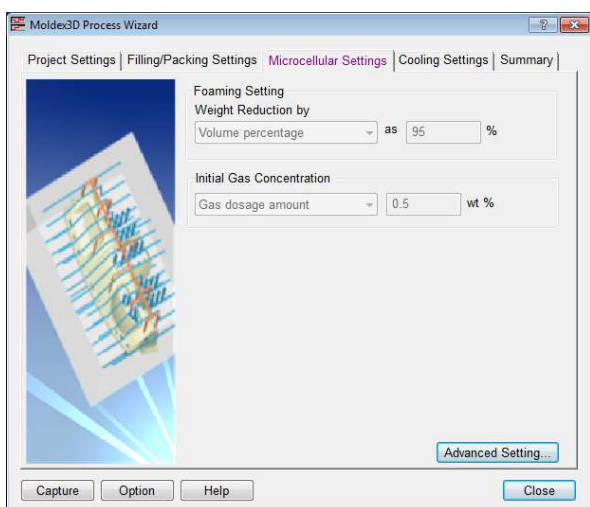 Moldex3D Process Wizard
Project Settings Filling/Packing Settings Microcellular Settings Cooling Settings Summary
Foaming Setting
Weight Reduction by
Volume percentage as 95 %
Initial Gas Concentration
Gas dosage amount 0.5 wt %
Advanced Setting...
Capture Option Help Close